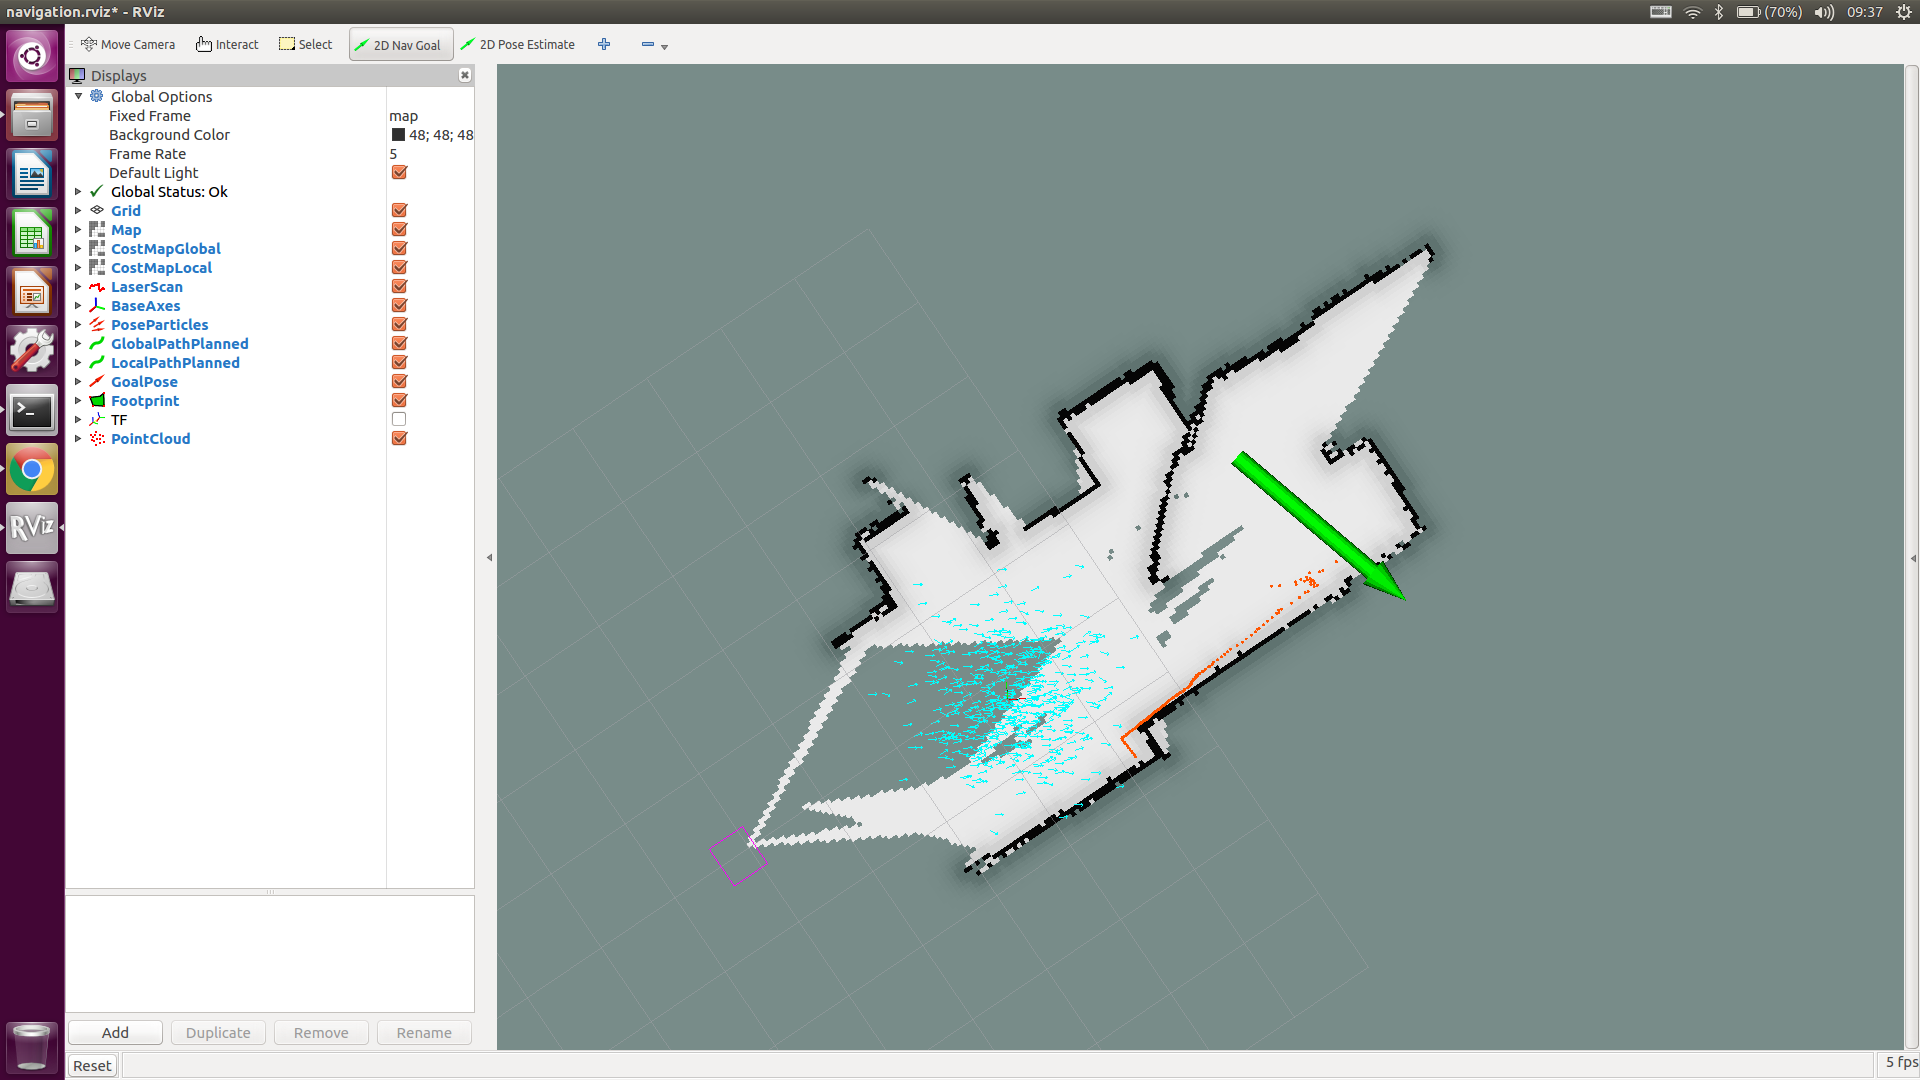 navigation.rviz* - RViz
(70%)
09:37
Move Camera
Interact
Select
2D Nav Goal
2D Pose Estimate
Displays
Global Options
Fixed Frame map
Background Color 48; 48; 48
Frame Rate 5
Default Light
Global Status: Ok
Grid
Map
CostMapGlobal
CostMapLocal
LaserScan
BaseAxes
PoseParticles
GlobalPathPlanned
LocalPathPlanned
GoalPose
Footprint
TF
PointCloud
RViz
Add
Duplicate
Remove
Rename
Reset
5 fps